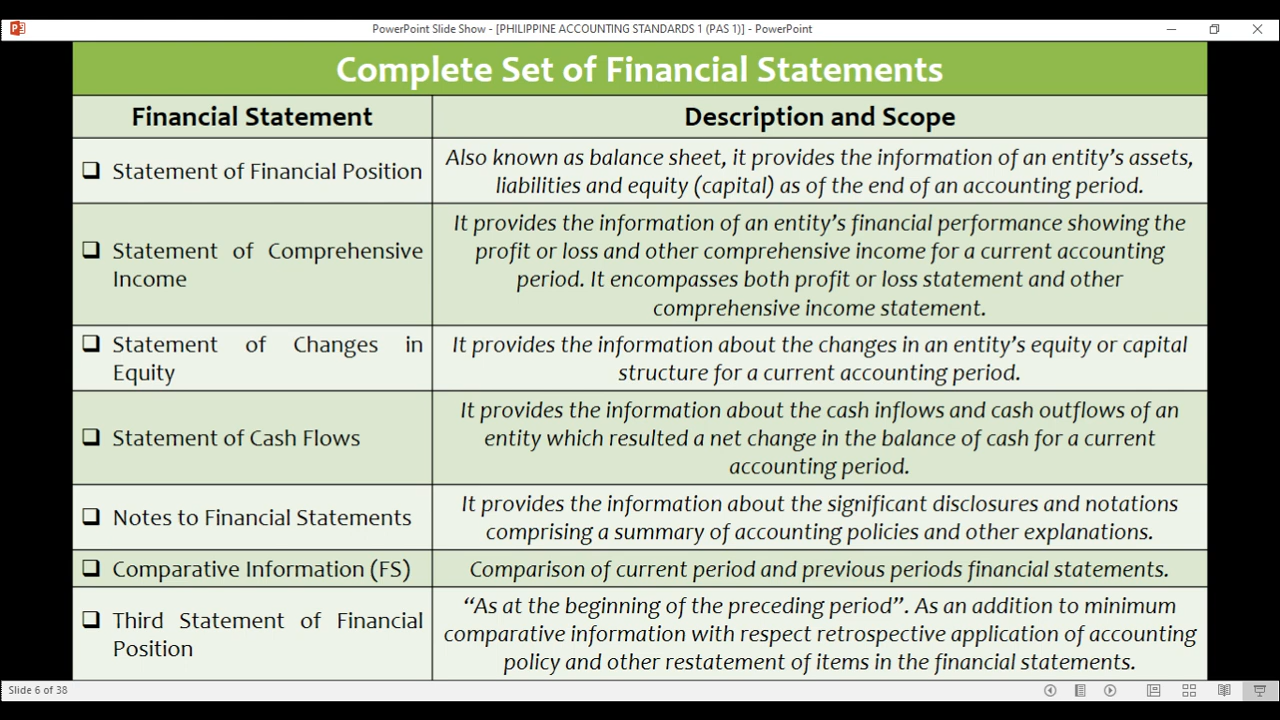 PowerPoint Slide Show - [PHILIPPINE ACCOUNTING STANDARDS 1 (PAS 1)] - PowerPoint
Complete Set of Financial Statements
Financial Statement
Description and Scope
Statement of Financial Position
Also known as balance sheet, it provides the information of an entity's assets,
liabilities and equity (capital) as of the end of an accounting period.
Statement of Comprehensive
Income
It provides the information of an entity's financial performance showing the
profit or loss and other comprehensive income for a current accounting
period. It encompasses both profit or loss statement and other
comprehensive income statement.
Statement of Changes in
Equity
It provides the information about the changes in an entity's equity or capital
structure for a current accounting period.
Statement of Cash Flows
It provides the information about the cash inflows and cash outflows of an
entity which resulted a net change in the balance of cash for a current
accounting period.
Notes to Financial Statements
It provides the information about the significant disclosures and notations
comprising a summary of accounting policies and other explanations.
Comparative Information (FS)
Comparison of current period and previous periods financial statements.
Third Statement of Financial
Position
"As at the beginning of the preceding period". As an addition to minimum
comparative information with respect retrospective application of accounting
policy and other restatement of items in the financial statements.
Slide 6 of 38